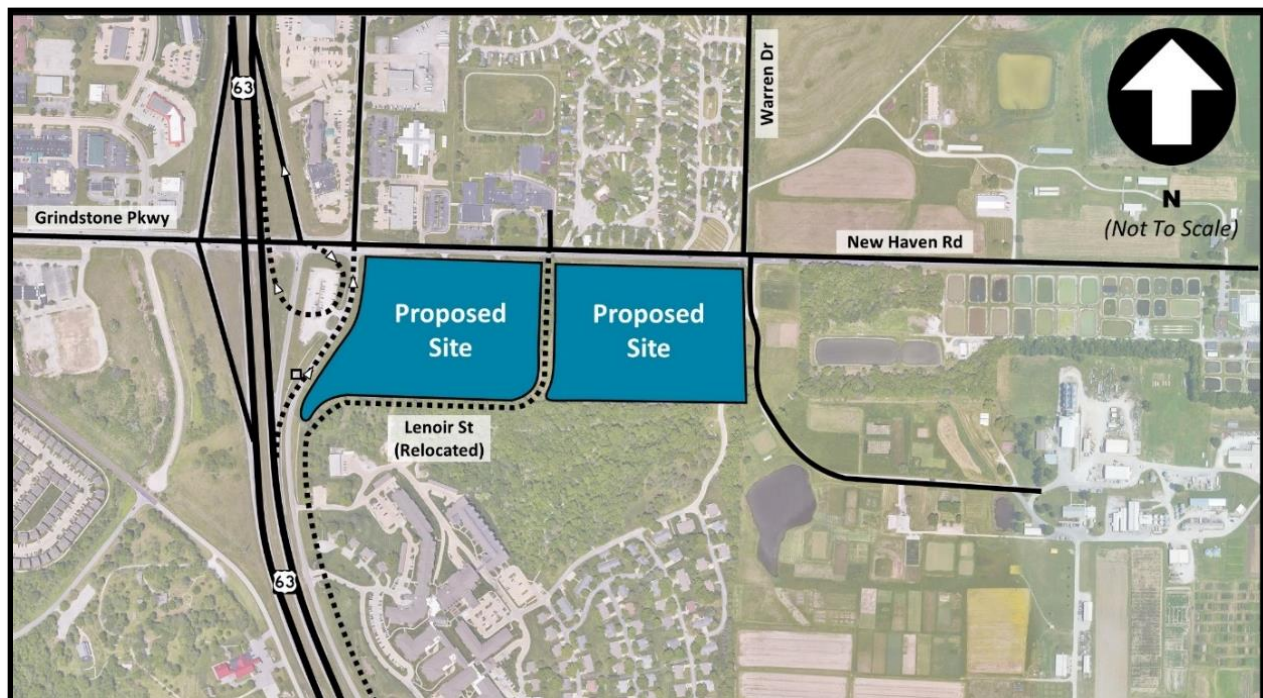 63
Warren Dr
Grindstone Pkwy
New Haven Rd
N
(Not To Scale)
Proposed
Site
Proposed
Site
Lenoir St
(Relocated)
63